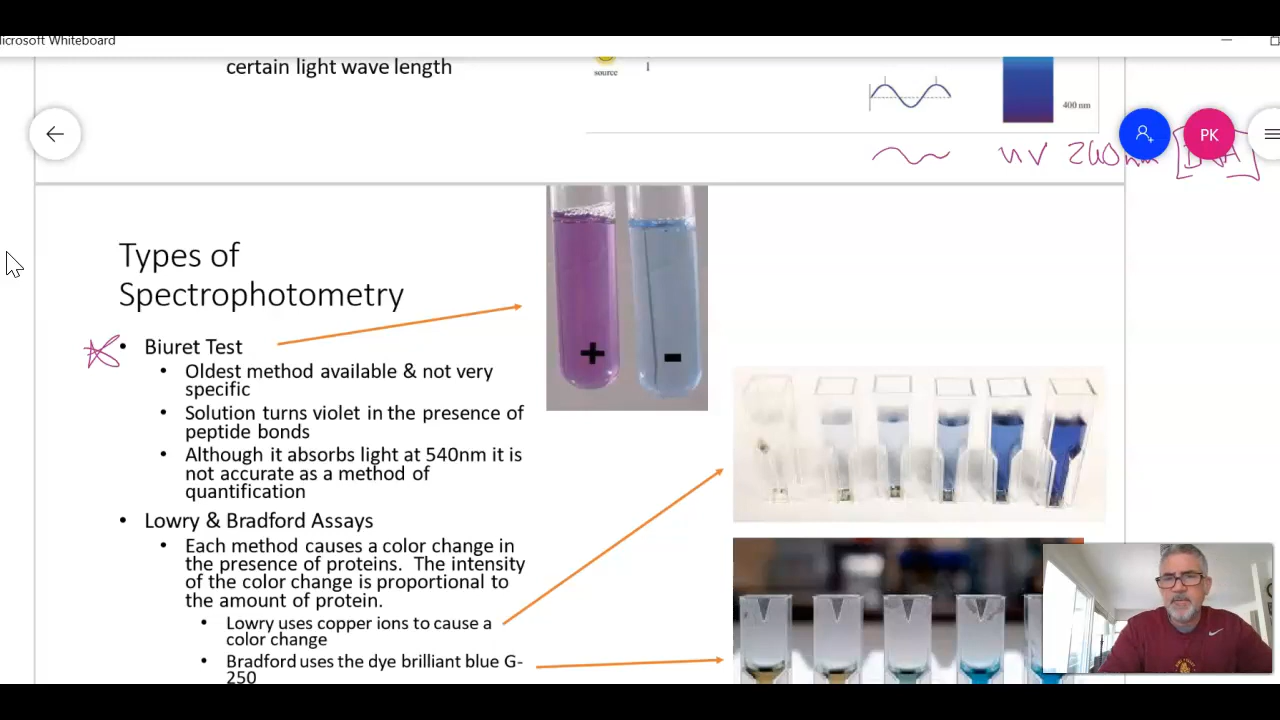 Microsoft Whiteboard
certain light wave length
source
400 nm
PK
UV 260nm [DNA]
Types of
Spectrophotometry
+
-
• Biuret Test
• Oldest method available & not very
specific
• Solution turns violet in the presence of
peptide bonds
• Although it absorbs light at 540nm it is
not accurate as a method of
quantification
• Lowry & Bradford Assays
• Each method causes a color change in
the presence of proteins. The intensity
of the color change is proportional to
the amount of protein.
• Lowry uses copper ions to cause a
color change
• Bradford uses the dye brilliant blue G-
250